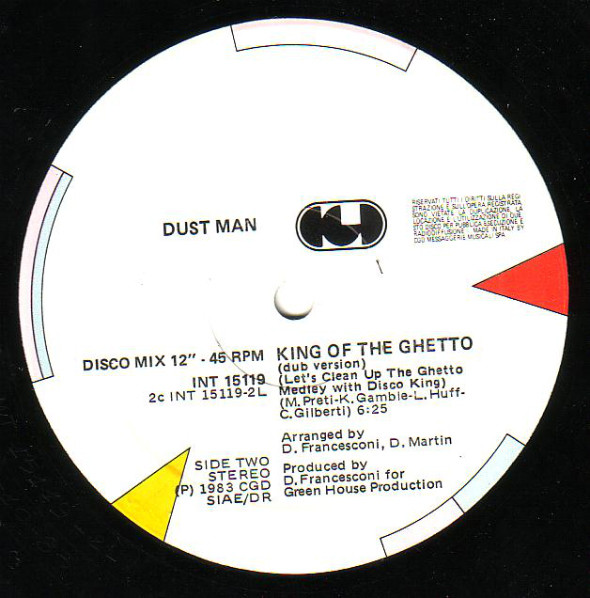 DUST MAN
RISERVATI TUTTI I DIRITTI SULLA REGI
STRAZIONE E SULL'OPERA REGISTRATA.
SONO VIETATE LA DUPLICAZIONE, LA
LOCAZIONE E L'UTILIZZAZIONE DI QUE
STO DISCO PER PUBBLICA ESECUZIONE E
RADIODIFFUSIONE MADE IN ITALY BY
CGD MESSAGGERIE MUSICALI SPA
DISCO MIX 12" - 45 RPM
INT 15119
2c INT 15119-2L
KING OF THE GHETTO
(dub version)
(Let's Clean Up The Ghetto
Medley with Disco King)
(M.Preti-K.Gamble-L.Huff-
C.Gilberti) 6:25
Arranged by
D. Francesconi, D. Martin
SIDE TWO
STEREO
(P) 1983 CGD
SIAE/DR
Produced by
D.Francesconi for
Green House Production